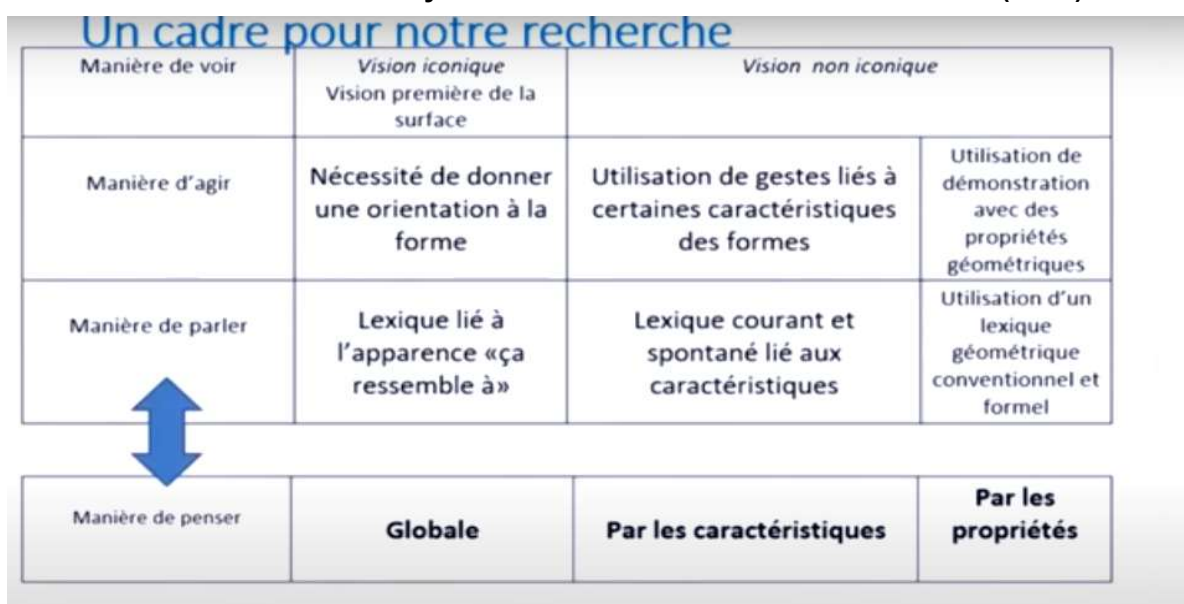 Un cadre pour notre recherche
Manière de voir
Vision iconique
Vision première de la
surface
Vision non iconique
Manière d'agir
Nécessité de donner
une orientation à la
forme
Utilisation de gestes liés à
certaines caractéristiques
des formes
Utilisation de
démonstration
avec des
propriétés
géométriques
Manière de parler
Lexique lié à
l'apparence «ça
ressemble à»
Lexique courant et
spontané lié aux
caractéristiques
Utilisation d'un
lexique
géométrique
conventionnel et
formel
Manière de penser
Globale
Par les caractéristiques
Par les
propriétés